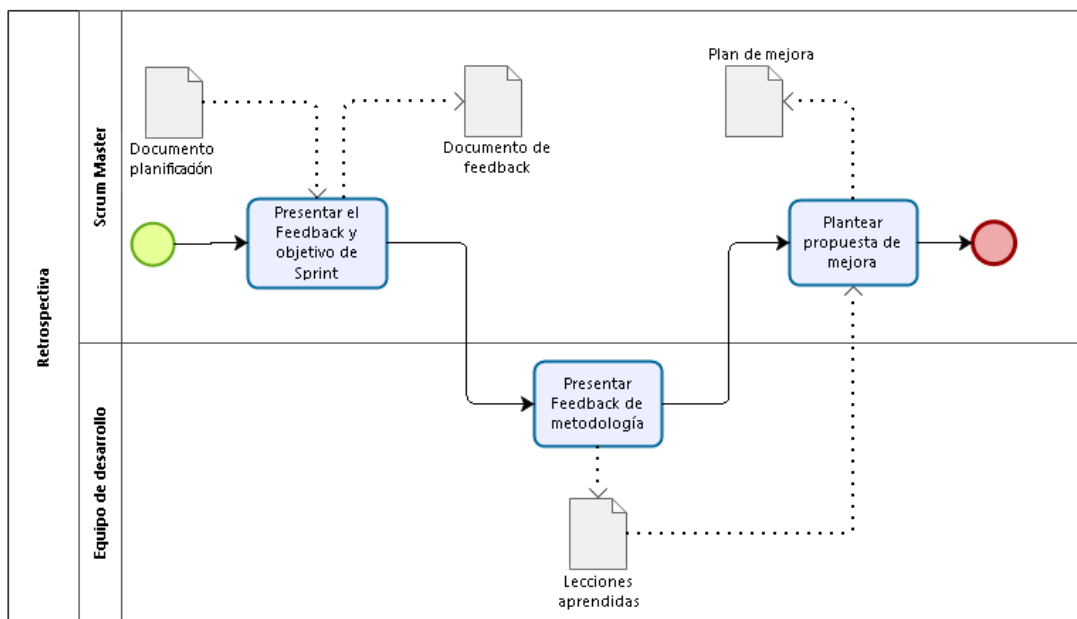 Retrospectiva
Scrum Master
Documento
planificación
Documento de
feedback
Plan de mejora
Presentar el
Feedback y
objetivo de
Sprint
Plantear
propuesta de
mejora
Equipo de desarrollo
Presentar
Feedback de
metodología
Lecciones
aprendidas